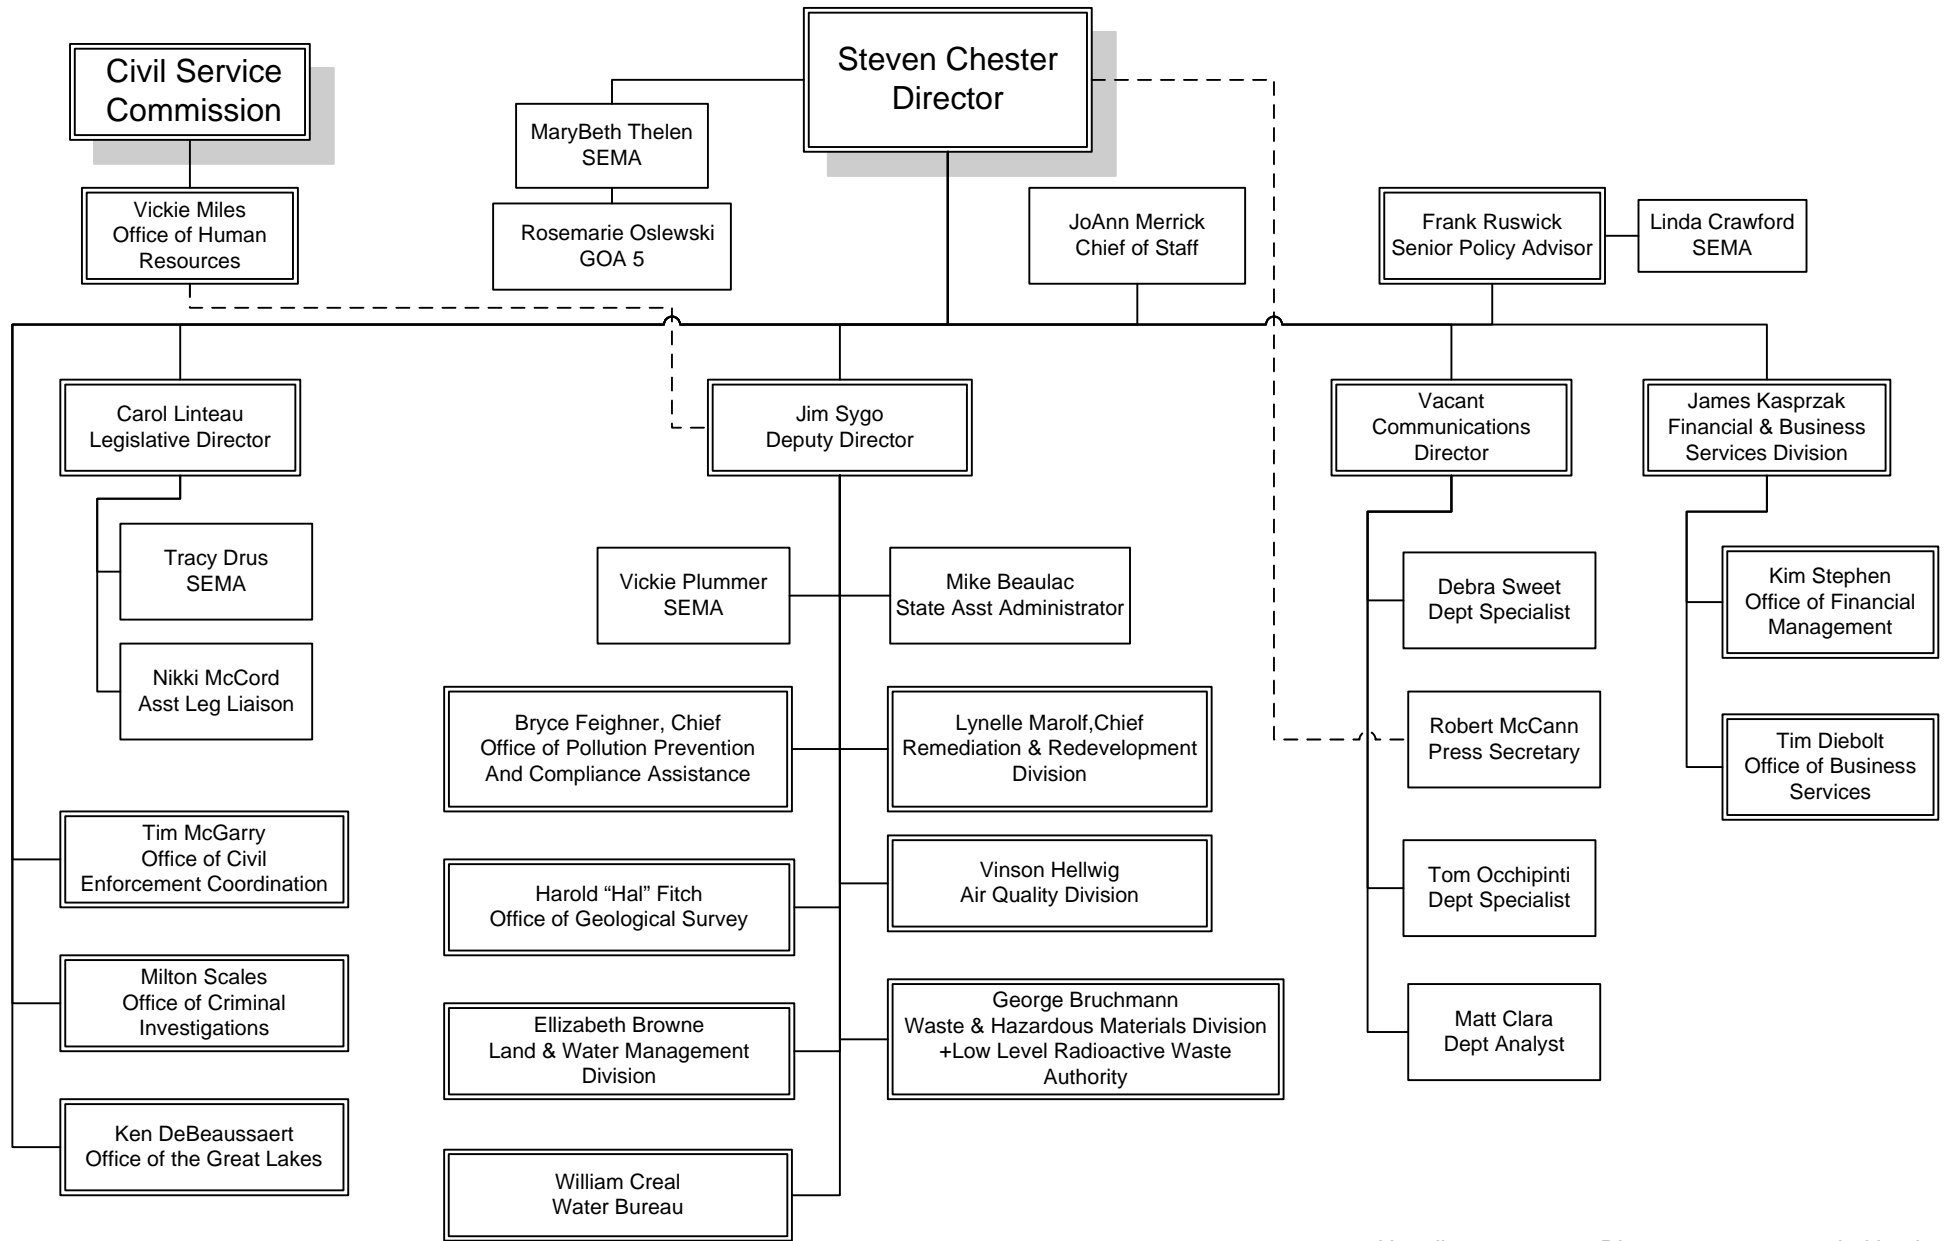 Civil Service
Commission
Steven Chester
Director
MaryBeth Thelen
SEMA
Vickie Miles
Office of Human
Resources
Rosemarie Oslewski
GOA 5
JoAnn Merrick
Chief of Staff
Frank Ruswick
Senior Policy Advisor
Linda Crawford
SEMA
Carol Linteau
Legislative Director
Jim Sygo
Deputy Director
Vacant
Communications
Director
James Kasprzak
Financial & Business
Services Division
Tracy Drus
SEMA
Nikki McCord
Asst Leg Liaison
Vickie Plummer
SEMA
Mike Beaulac
State Asst Administrator
Debra Sweet
Dept Specialist
Kim Stephen
Office of Financial
Management
Bryce Feighner, Chief
Office of Pollution Prevention
And Compliance Assistance
Lynelle Marolf,Chief
Remediation & Redevelopment
Division
Robert McCann
Press Secretary
Tim Diebolt
Office of Business
Services
Tim McGarry
Office of Civil
Enforcement Coordination
Harold “Hal” Fitch
Office of Geological Survey
Vinson Hellwig
Air Quality Division
Tom Occhipinti
Dept Specialist
Milton Scales
Office of Criminal
Investigations
Ellizabeth Browne
Land & Water Management
Division
George Bruchmann
Waste & Hazardous Materials Division
+Low Level Radioactive Waste
Authority
Matt Clara
Dept Analyst
Ken DeBeaussaert
Office of the Great Lakes
William Creal
Water Bureau